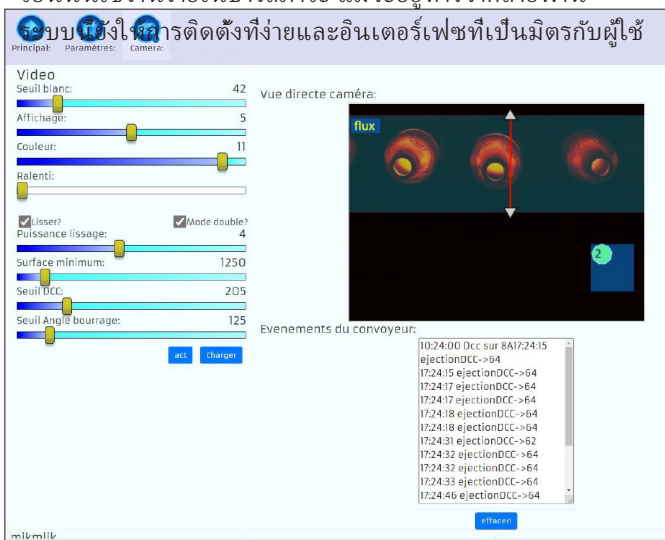 ระบบนี้ยังให้การติดตั้งที่ง่ายและอินเตอร์เฟซที่เป็นมิตรกับผู้ใช้
Principal: Paramètres: Camera:
Video
Seuil blanc: 42
Affichage: 5
Couleur: 11
Ralenti:
Lisser? Mode double?
Puissance lissage: 4
Surface minimum: 1250
Seuil DCC: 205
Seuil Angle bourrage: 125
act Charger
Vue directe caméra:
flux
2
Evenements du convoyeur:
10:24:00 Dcc sur 8A17:24:15
ejectionDCC->64
17:24:15 ejectionDCC->64
17:24:17 ejectionDCC->64
17:24:17 ejectionDCC->64
17:24:18 ejectionDCC->64
17:24:18 ejectionDCC->64
17:24:31 ejectionDCC->62
17:24:32 ejectionDCC->64
17:24:32 ejectionDCC->64
17:24:33 ejectionDCC->64
17:24:46 ejectionDCC->64
effacer!
mikmlik